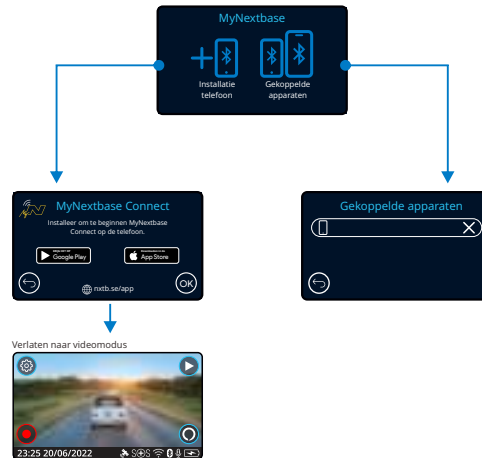 MyNextbase
Installatie
telefoon
Gekoppelde
apparaten
MyNextbase Connect
Installeer om te beginnen MyNextbase
Connect op de telefoon.
Google Play
App Store
nxtb.se/app
OK
Gekoppelde apparaten
Verlaten naar videomodus
23:25 20/06/2022
SOS